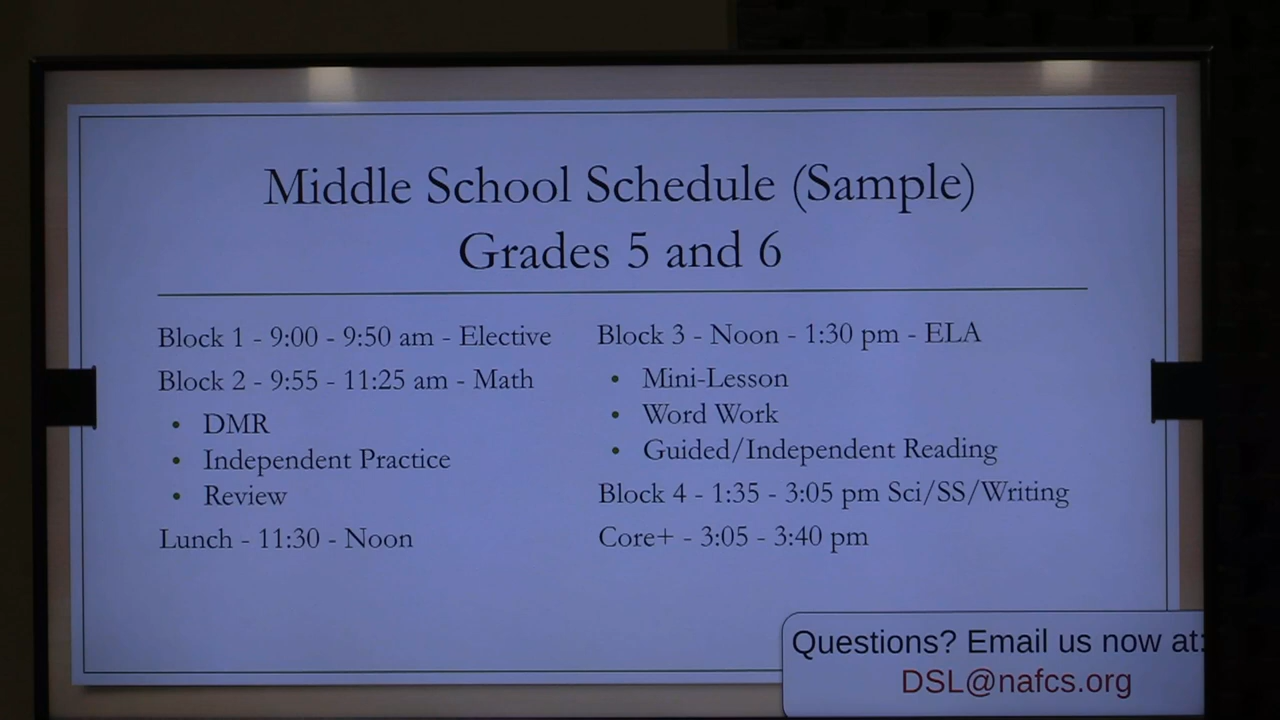 Middle School Schedule (Sample)
Grades 5 and 6
Block 1 - 9:00 - 9:50 am - Elective
Block 2 - 9:55 - 11:25 am - Math
• DMR
• Independent Practice
• Review
Lunch - 11:30 - Noon
Block 3 - Noon - 1:30 pm - ELA
• Mini-Lesson
• Word Work
• Guided/Independent Reading
Block 4 - 1:35 - 3:05 pm Sci/SS/Writing
Core+ - 3:05 - 3:40 pm
Questions? Email us now at:
DSL@nafcs.org